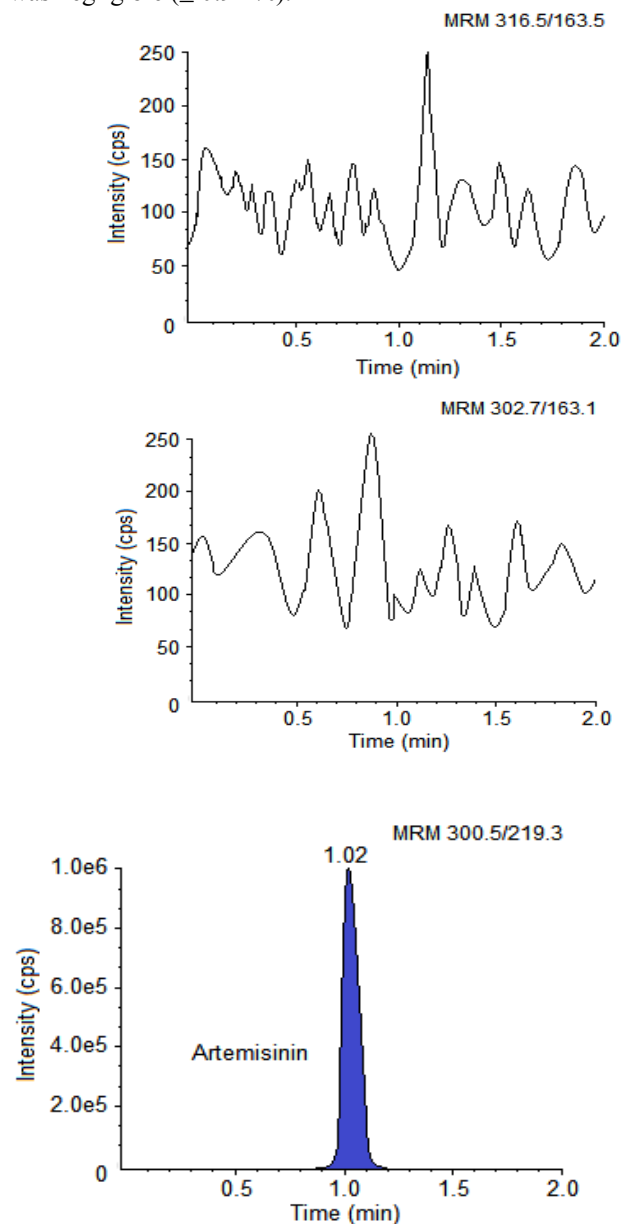 MRM 316.5/163.5
250
200
150
100
50
0
Intensity (cps)
0.5 1.0 1.5 2.0
Time (min)
MRM 302.7/163.1
250
200
150
100
50
0
Intensity (cps)
0.5 1.0 1.5 2.0
Time (min)
MRM 300.5/219.3
1.02
1.0e6
8.0e5
6.0e5
4.0e5
2.0e5
0
Intensity (cps)
Artemisinin
0.5 1.0 1.5 2.0
Time (min)